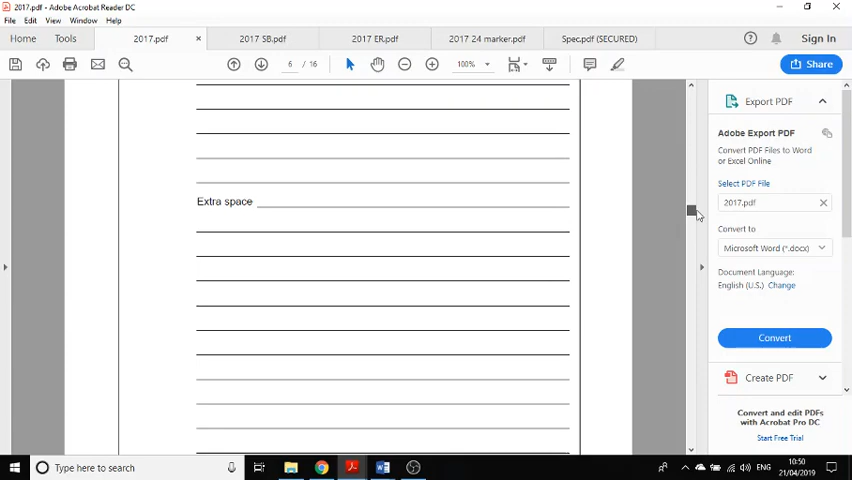 2017.pdf - Adobe Acrobat Reader DC
File Edit View Window Help
Home Tools 2017.pdf × 2017 SB.pdf 2017 ER.pdf 2017 24 marker.pdf Spec.pdf (SECURED) Sign In
6 / 16 100% Share
Export PDF
Adobe Export PDF
Convert PDF Files to Word
or Excel Online
Select PDF File
2017.pdf
Convert to
Microsoft Word (*.docx)
Document Language:
English (U.S.) Change
Convert
Create PDF
Convert and edit PDFs
with Acrobat Pro DC
Start Free Trial
Extra space
Type here to search
ENG
10:50
21/04/2019